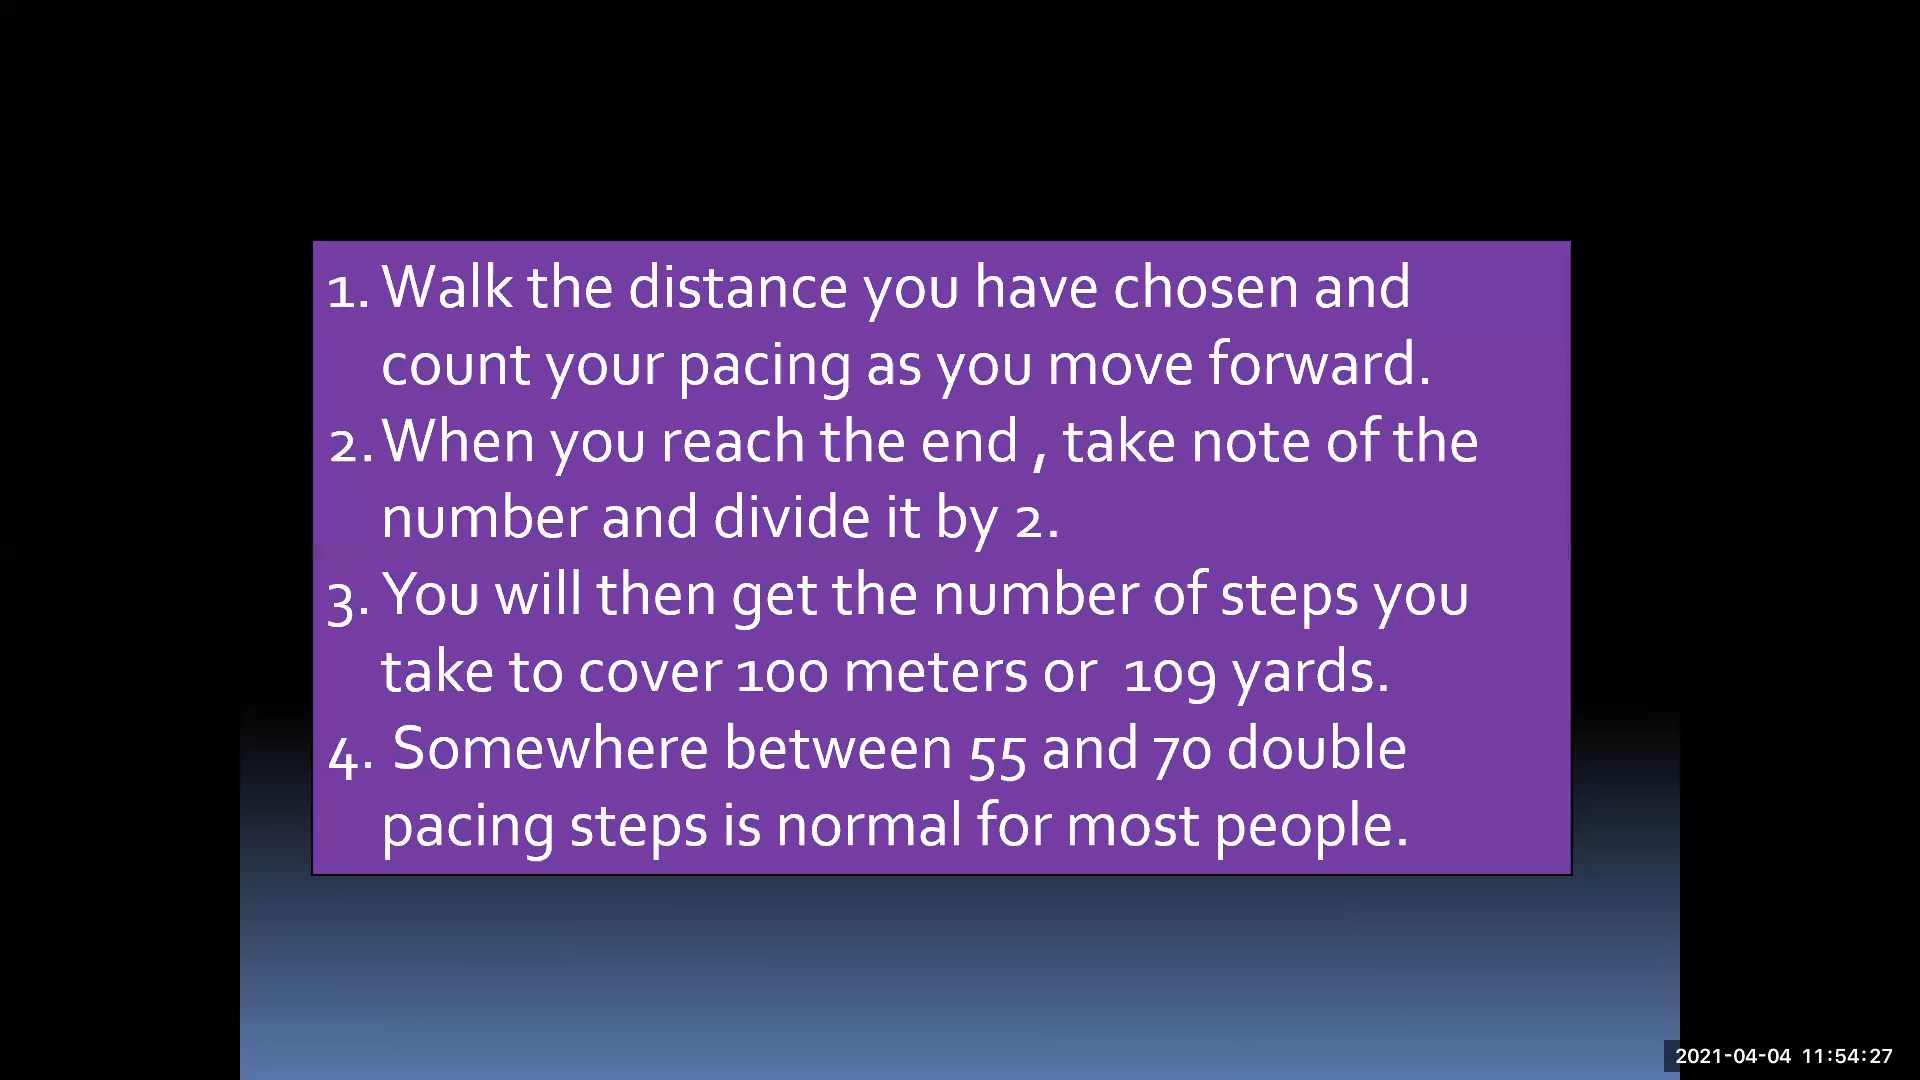 1. Walk the distance you have chosen and
count your pacing as you move forward.
2. When you reach the end , take note of the
number and divide it by 2.
3. You will then get the number of steps you
take to cover 100 meters or  109 yards.
4.  Somewhere between 55 and 70 double
pacing steps is normal for most people.
2021-04-04 11:54:27